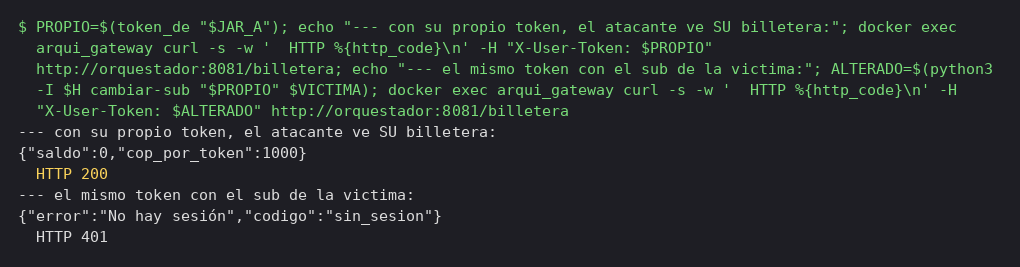 $ PROPIO=$(token_de "$JAR_A"); echo "--- con su propio token, el atacante ve SU billetera:"; docker exec
arqui_gateway curl -s -w '  HTTP %{http_code}\n' -H "X-User-Token: $PROPIO"
http://orquestador:8081/billetera; echo "--- el mismo token con el sub de la victima:"; ALTERADO=$(python3
-I $H cambiar-sub "$PROPIO" $VICTIMA); docker exec arqui_gateway curl -s -w '  HTTP %{http_code}\n' -H
"X-User-Token: $ALTERADO" http://orquestador:8081/billetera
--- con su propio token, el atacante ve SU billetera:
{"saldo":0,"cop_por_token":1000}
HTTP 200
--- el mismo token con el sub de la victima:
{"error":"No hay sesión","codigo":"sin_sesion"}
HTTP 401